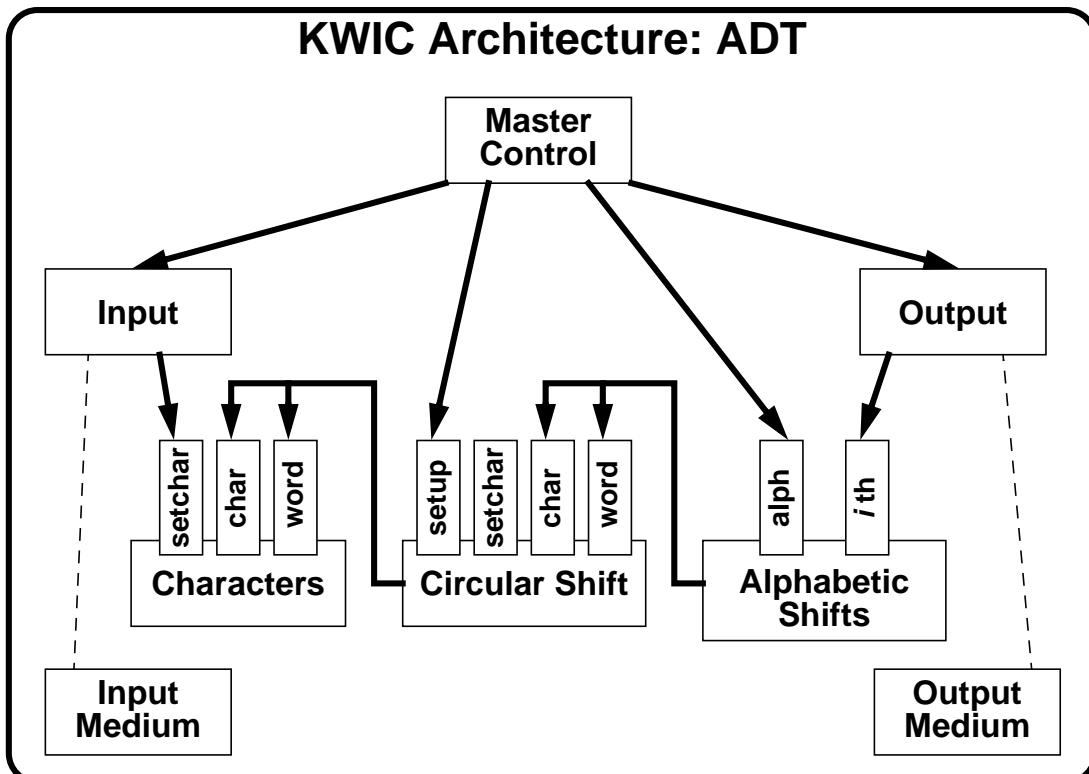 KWIC Architecture: ADT
Master
Control
Input
Output
setchar
char
word
setup
setchar
char
word
alph
i th
Characters
Circular Shift
Alphabetic
Shifts
Input
Medium
Output
Medium